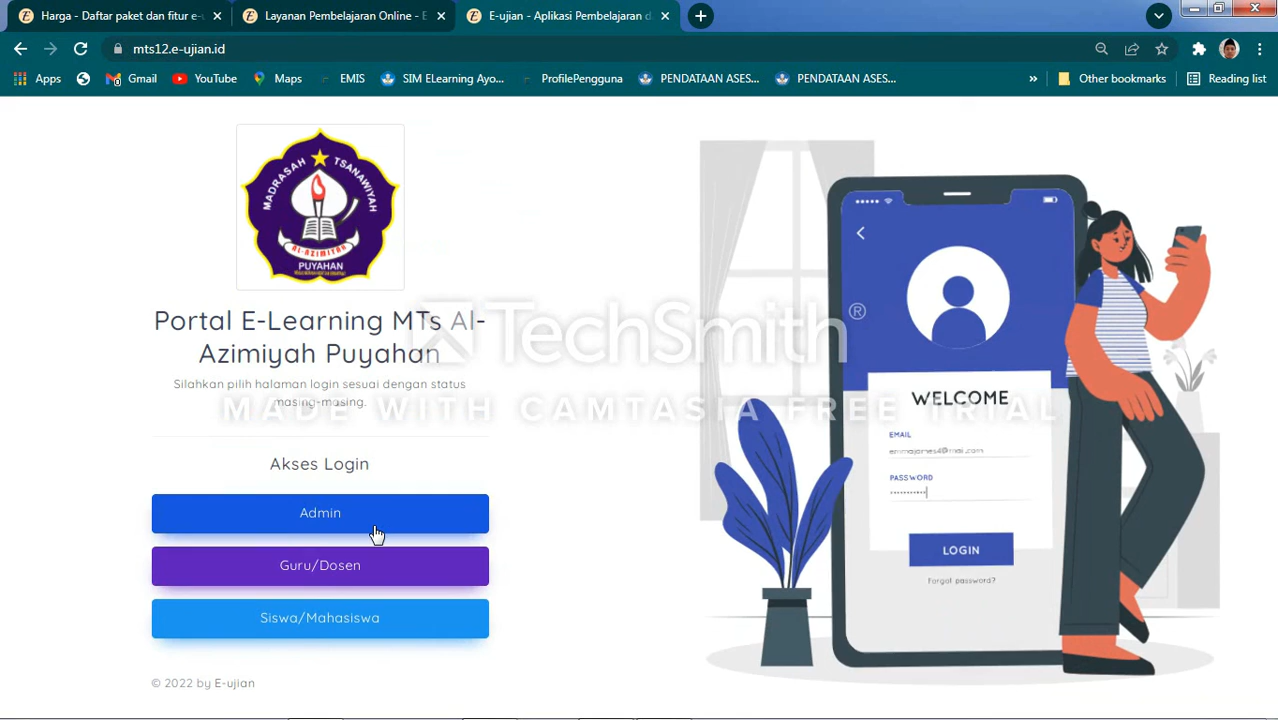 Harga - Daftar paket dan fitur e-u
Layanan Pembelajaran Online - E
E-ujian - Aplikasi Pembelajaran d
mts12.e-ujian.id
Apps
Gmail
YouTube
Maps
EMIS
SIM ELearning Ayo...
ProfilePengguna
PENDATAAN ASES...
PENDATAAN ASES...
»
Other bookmarks
Reading list
MADRASAH TSANAWIYAH
AL-AZIMIYAH
PUYAHAN
Portal E-Learning MTs Al-
Azimiyah Puyahan
Silahkan pilih halaman login sesuai dengan status
masing-masing.
Akses Login
Admin
Guru/Dosen
Siswa/Mahasiswa
© 2022 by E-ujian
TechSmith®
MADE WITH CAMTASIA FREE TRIAL
WELCOME
EMAIL
PASSWORD
LOGIN
Forgot password?